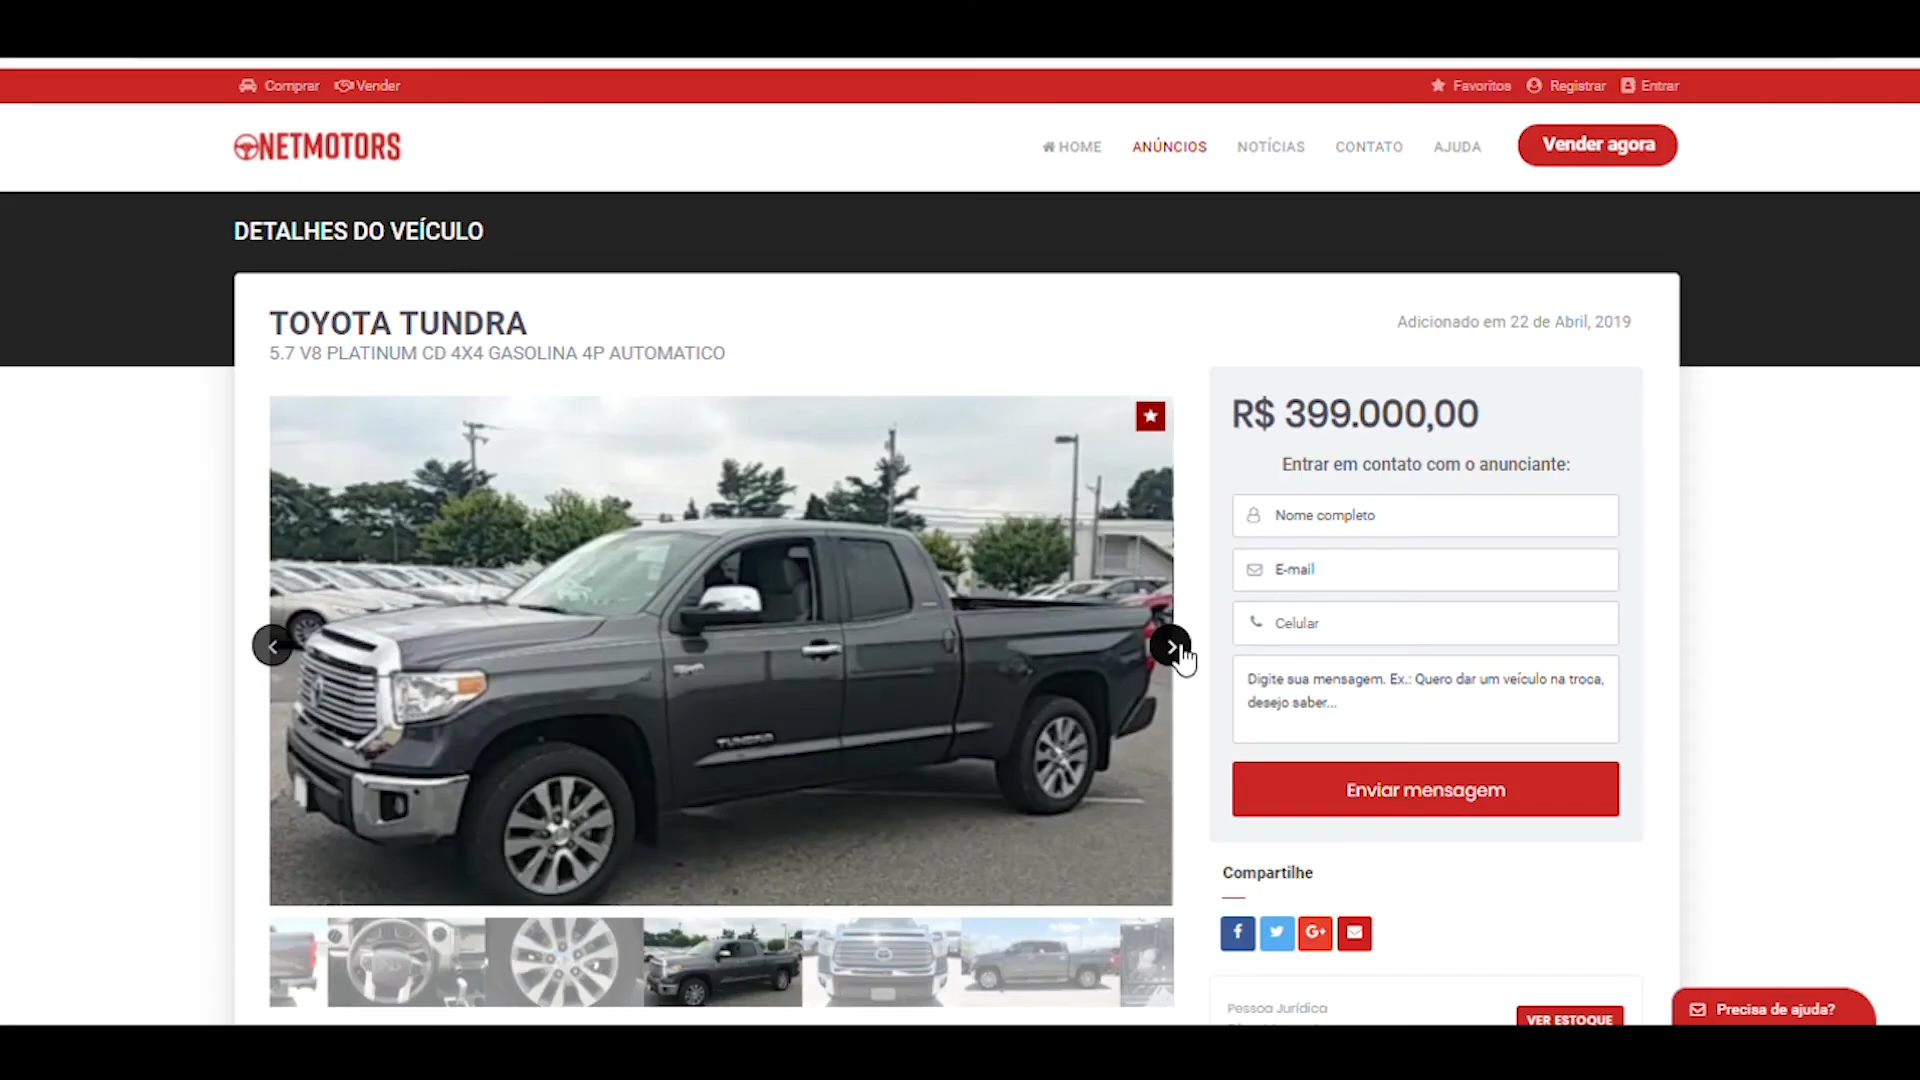 Comprar
Vender
Favoritos
Registrar
Entrar
NETMOTORS
HOME
ANÚNCIOS
NOTÍCIAS
CONTATO
AJUDA
Vender agora
DETALHES DO VEÍCULO
TOYOTA TUNDRA
Adicionado em 22 de Abril, 2019
5.7 V8 PLATINUM CD 4X4 GASOLINA 4P AUTOMATICO
TUNDRA
R$ 399.000,00
Entrar em contato com o anunciante:
Nome completo
E-mail
Celular
Digite sua mensagem. Ex.: Quero dar um veículo na troca,
desejo saber...
Enviar mensagem
Compartilhe
f
G+
Pessoa Jurídica
VER ESTOQUE
Precisa de ajuda?